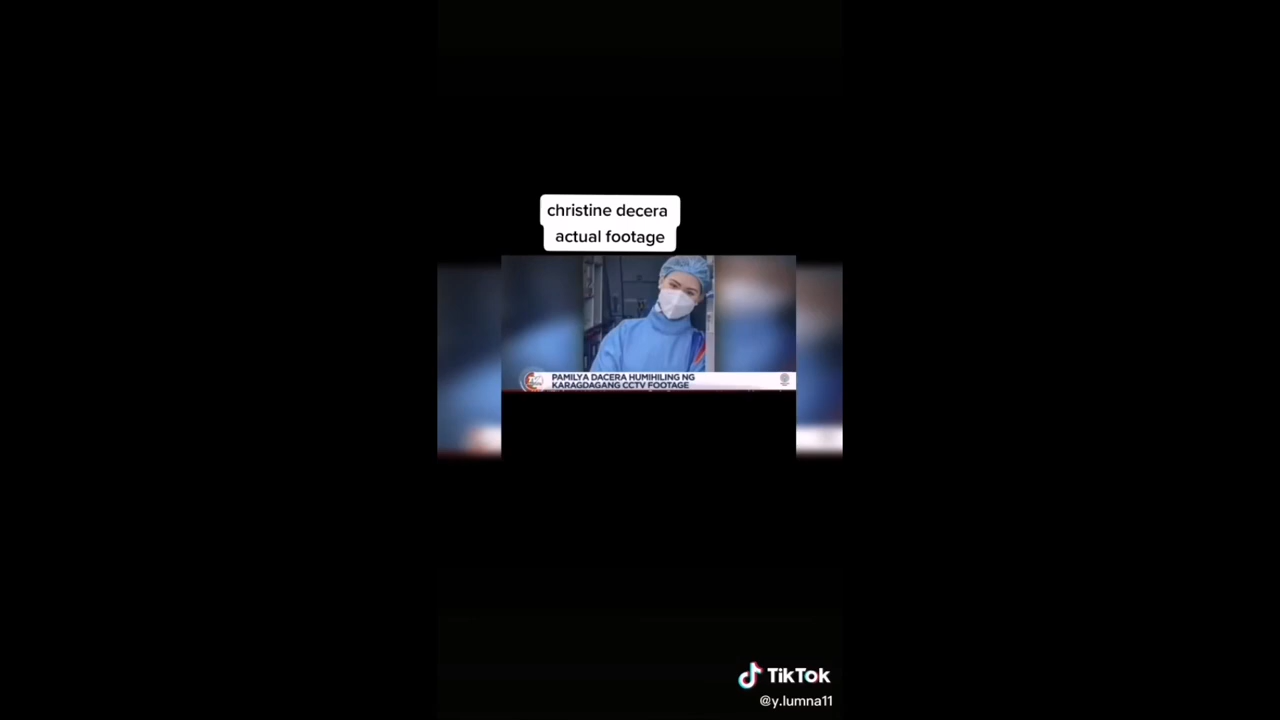 christine decera
actual footage
PAMILYA DACERA HUMIHILING NG
KARAGDAGANG CCTV FOOTAGE
TikTok
@y.lumna11